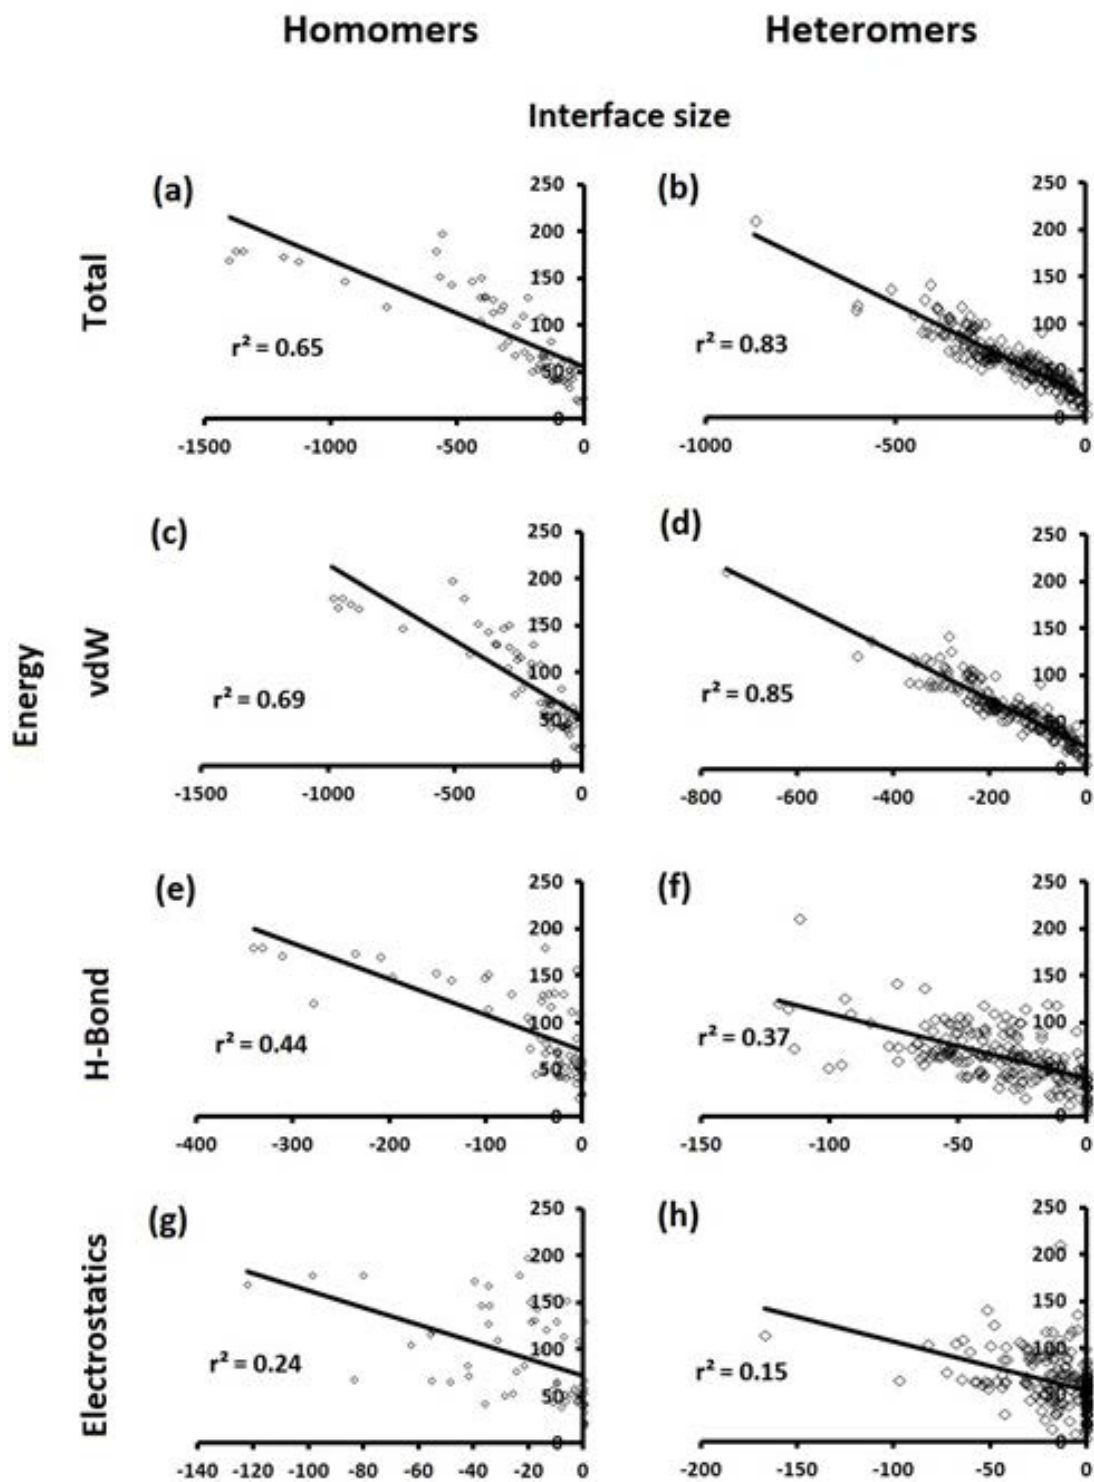 Homomers Heteromers
Interface size
(a) (b)
250 250
200 200
150 150
100 100
50 50
0 0
r² = 0.65 r² = 0.83
Total
-1500 -1000 -500 0 -1000 -500 0
(c) (d)
250 250
200 200
150 150
100 100
50 50
0 0
r² = 0.69 r² = 0.85
Energy
vdW
-1500 -1000 -500 0 -800 -600 -400 -200 0
(e) (f)
250 250
200 200
150 150
100 100
50 50
0 0
r² = 0.44 r² = 0.37
H-Bond
-400 -300 -200 -100 0 -150 -100 -50 0
(g) (h)
250 250
200 200
150 150
100 100
50 50
0 0
r² = 0.24 r² = 0.15
Electrostatics
-140 -120 -100 -80 -60 -40 -20 0 -200 -150 -100 -50 0